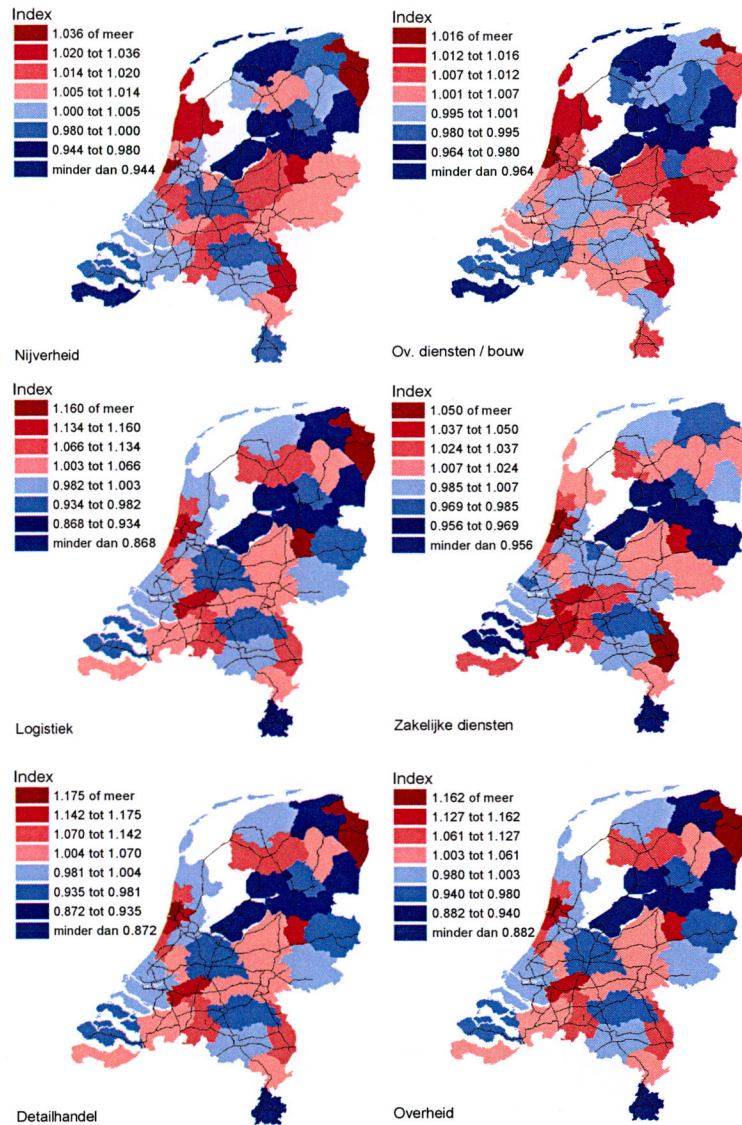 Index
1.036 of meer
1.020 tot 1.036
1.014 tot 1.020
1.005 tot 1.014
1.000 tot 1.005
0.980 tot 1.000
0.944 tot 0.980
minder dan 0.944
Nijverheid
Index
1.016 of meer
1.012 tot 1.016
1.007 tot 1.012
1.001 tot 1.007
0.995 tot 1.001
0.980 tot 0.995
0.964 tot 0.980
minder dan 0.964
Ov. diensten / bouw
Index
1.160 of meer
1.134 tot 1.160
1.066 tot 1.134
1.003 tot 1.066
0.982 tot 1.003
0.934 tot 0.982
0.868 tot 0.934
minder dan 0.868
Logistiek
Index
1.050 of meer
1.037 tot 1.050
1.024 tot 1.037
1.007 tot 1.024
0.985 tot 1.007
0.969 tot 0.985
0.956 tot 0.969
minder dan 0.956
Zakelijke diensten
Index
1.175 of meer
1.142 tot 1.175
1.070 tot 1.142
1.004 tot 1.070
0.981 tot 1.004
0.935 tot 0.981
0.872 tot 0.935
minder dan 0.872
Detailhandel
Index
1.162 of meer
1.127 tot 1.162
1.061 tot 1.127
1.003 tot 1.061
0.980 tot 1.003
0.940 tot 0.980
0.882 tot 0.940
minder dan 0.882
Overheid